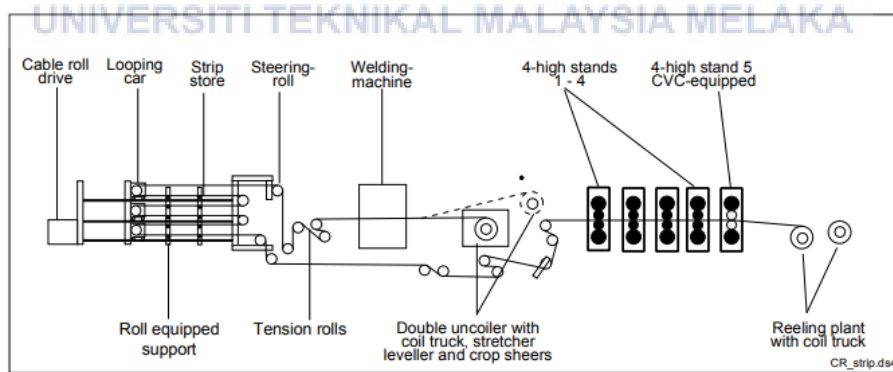 UNIVERSITI TEKNIKAL MALAYSIA MELAKA
Cable roll
drive
Looping
car
Strip
store
Steering-
roll
Welding-
machine
4-high stands
1 - 4
4-high stand 5
CVC-equipped
Roll equipped
support
Tension rolls
Double uncoiler with
coil truck, stretcher
leveller and crop sheers
Reeling plant
with coil truck
CR_strip.ds4